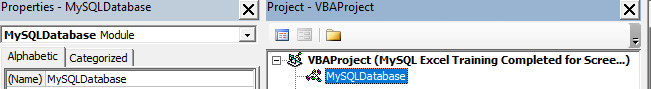 Properties - MySQLDatabase
MySQLDatabase Module
Alphabetic Categorized
(Name) MySQLDatabase
Project - VBAProject
VBAProject (MySQL Excel Training Completed for Scree...)
MySQLDatabase